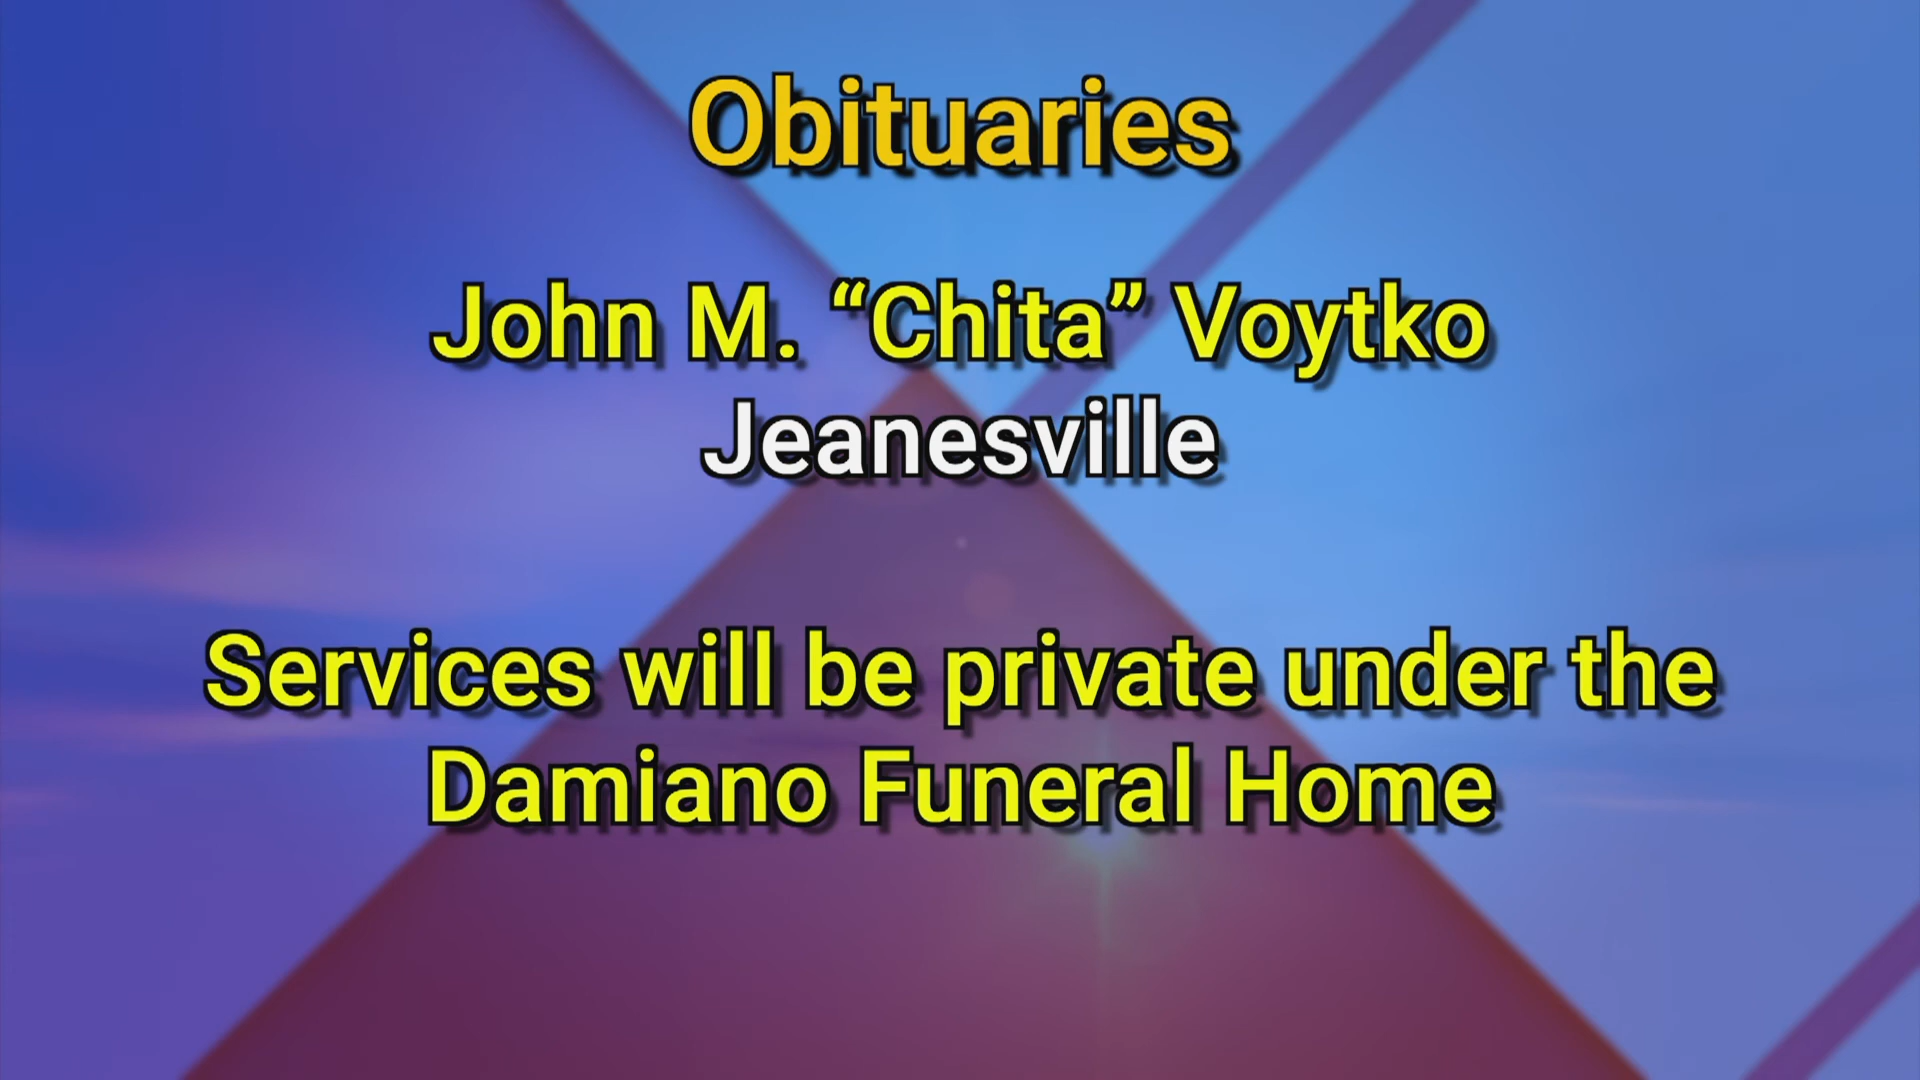 Obituaries
John M. “Chita” Voytko
Jeanesville
Services will be private under the
Damiano Funeral Home